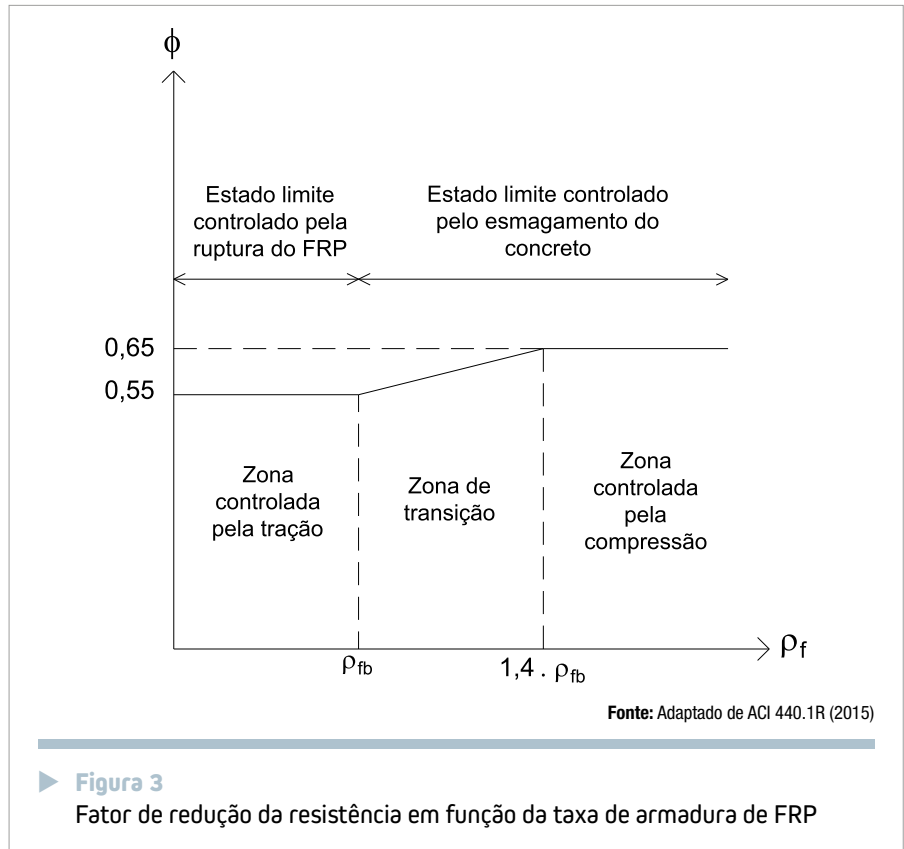 ϕ
Estado limite
controlado pela
ruptura do FRP
Estado limite controlado
pelo esmagamento do
concreto
0,65
0,55
Zona
controlada
pela tração
Zona de
transição
Zona
controlada
pela
compressão
ρfb
1,4 . ρfb
ρf
Fonte: Adaptado de ACI 440.1R (2015)
Figura 3
Fator de redução da resistência em função da taxa de armadura de FRP